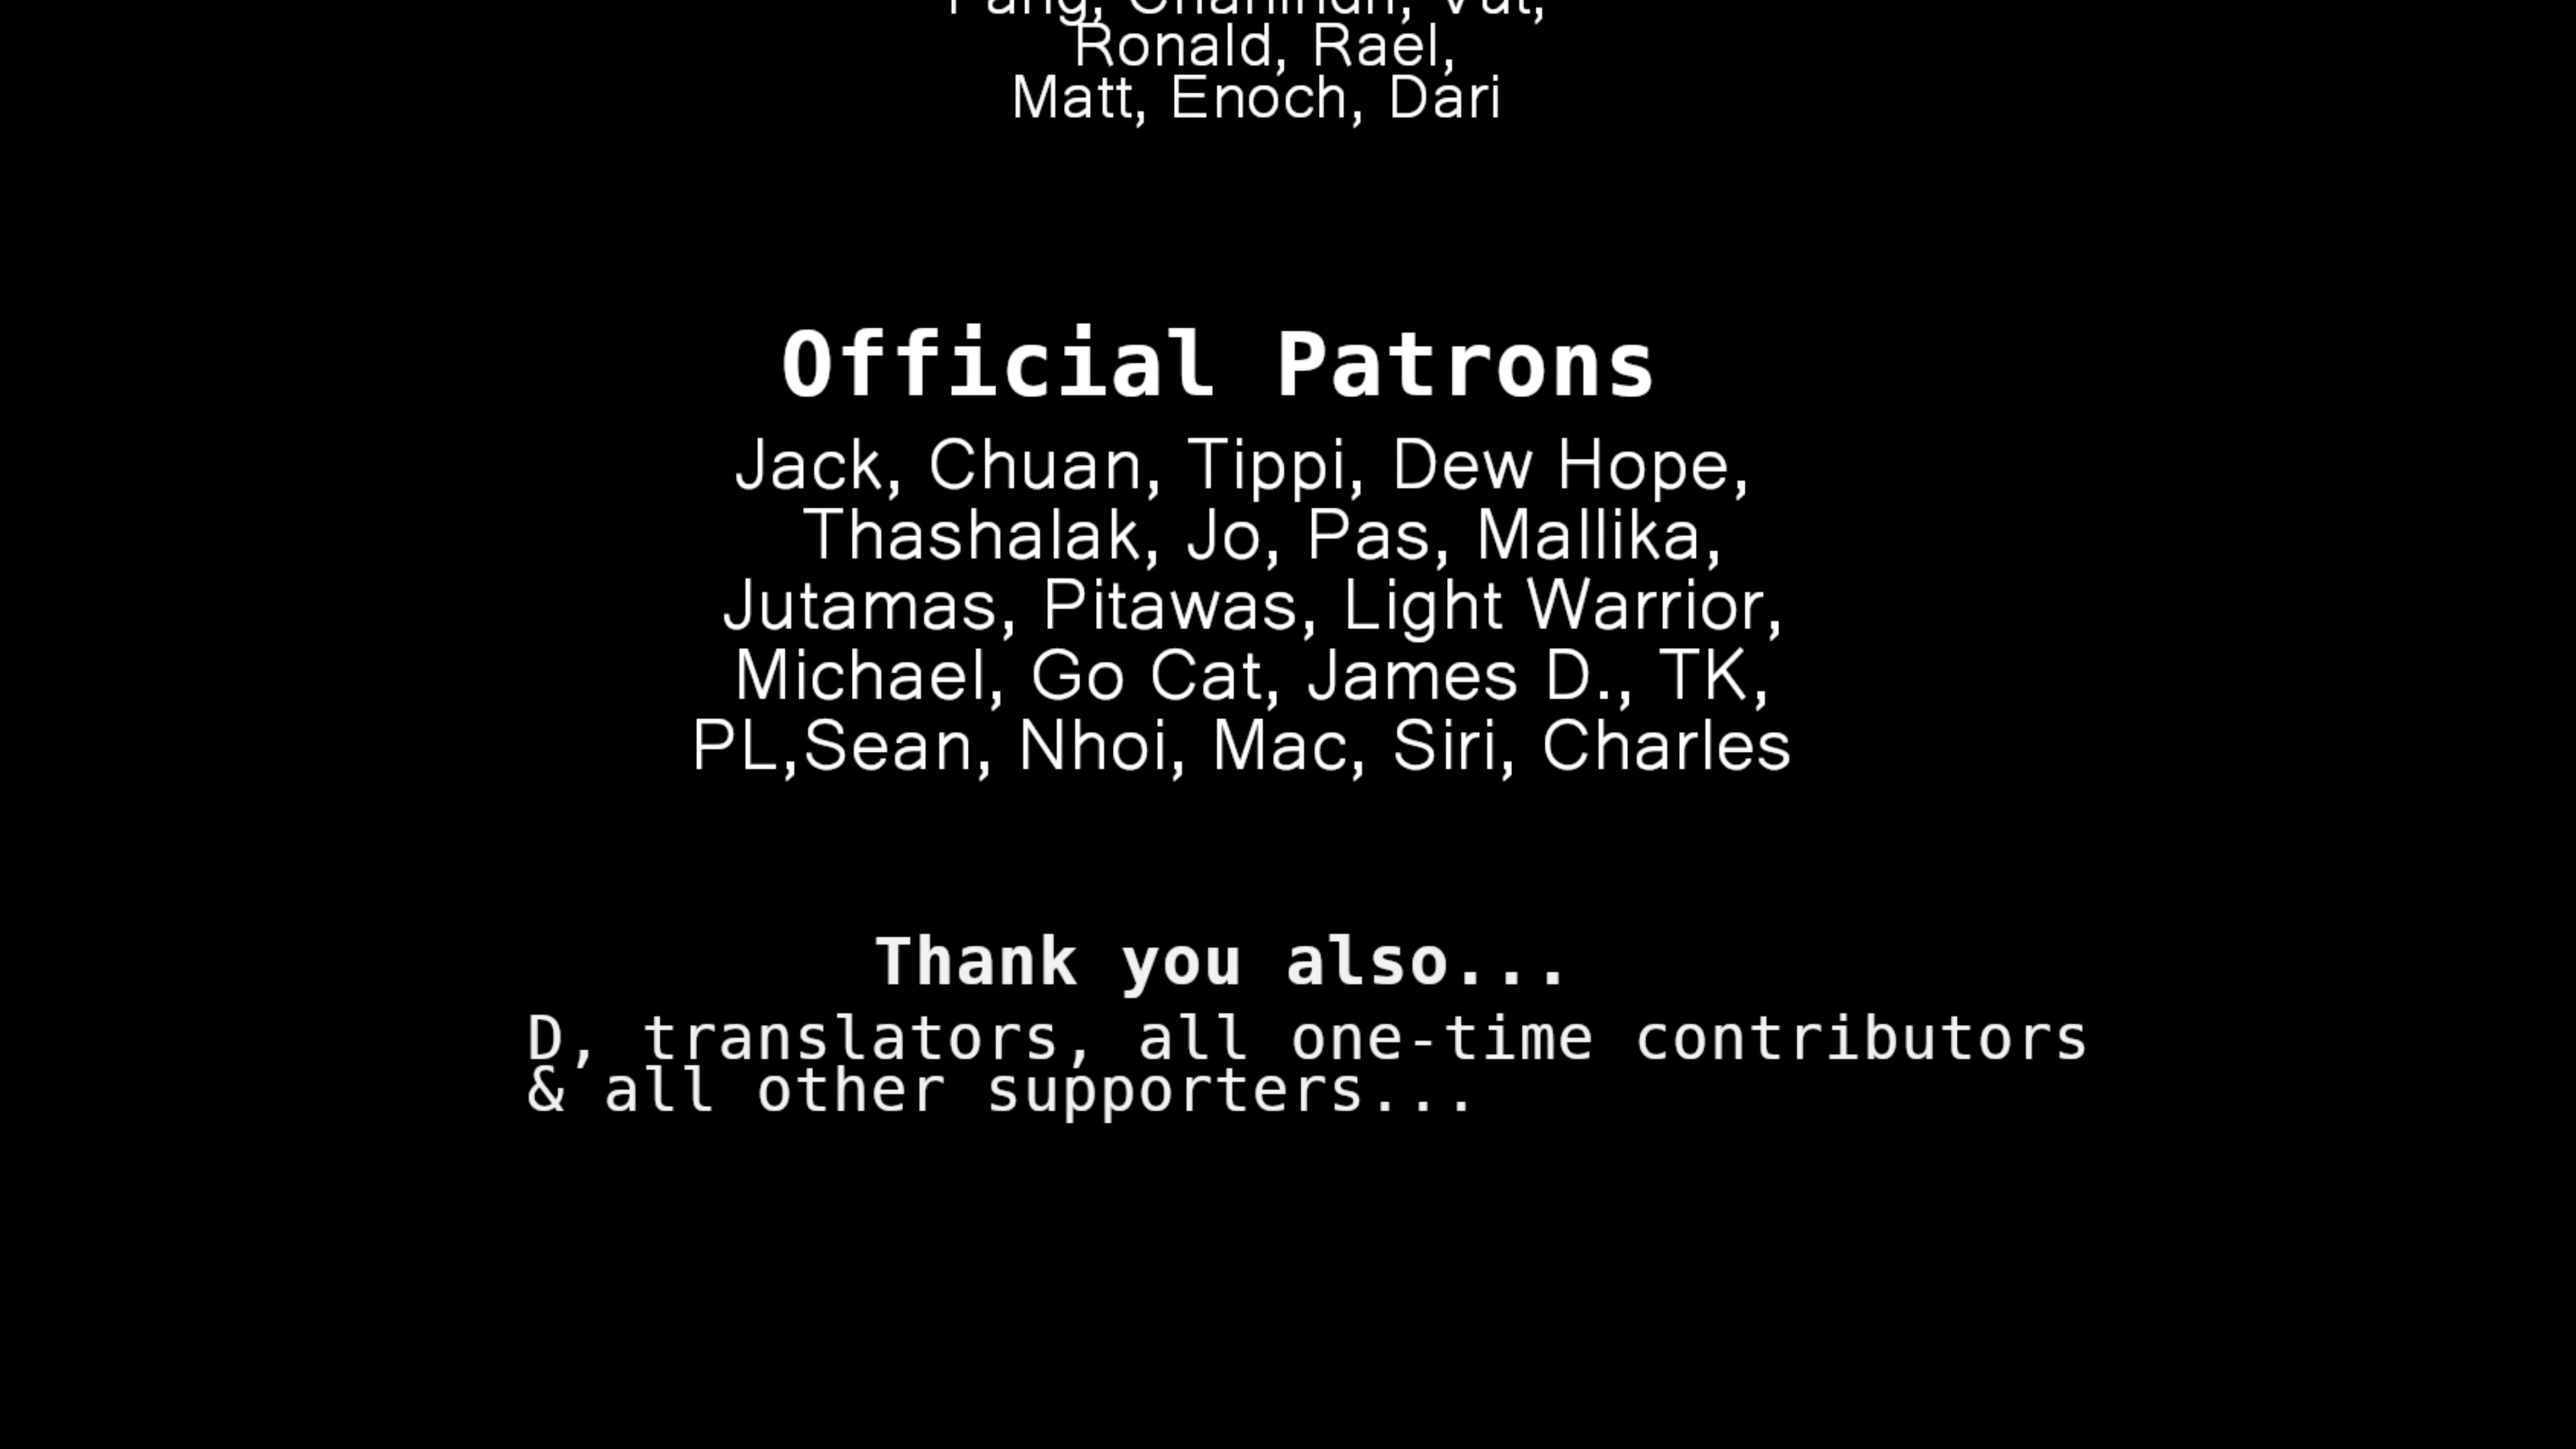 Ronald, Rael,
Matt, Enoch, Dari
Official Patrons
Jack, Chuan, Tippi, Dew Hope,
Thashalak, Jo, Pas, Mallika,
Jutamas, Pitawas, Light Warrior,
Michael, Go Cat, James D., TK,
PL,Sean, Nhoi, Mac, Siri, Charles
Thank you also...
D, translators, all one-time contributors
& all other supporters...